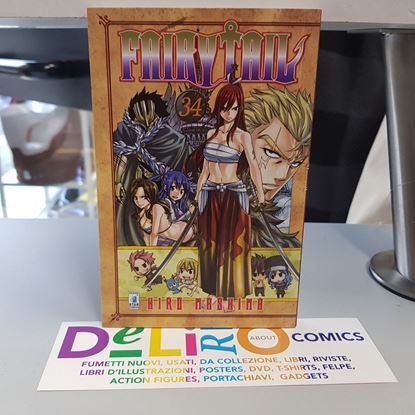 FAIRY TAIL
34
HIRO MASHIMA
DeLiRiO ABOUT COMICS
FUMETTI NUOVI, USATI, DA COLLEZIONE, LIBRI, RIVISTE,
LIBRI D'ILLUSTRAZIONI, POSTERS, DVD, T-SHIRTS, FELPE,
ACTION FIGURES, PORTACHIAVI, GADGETS